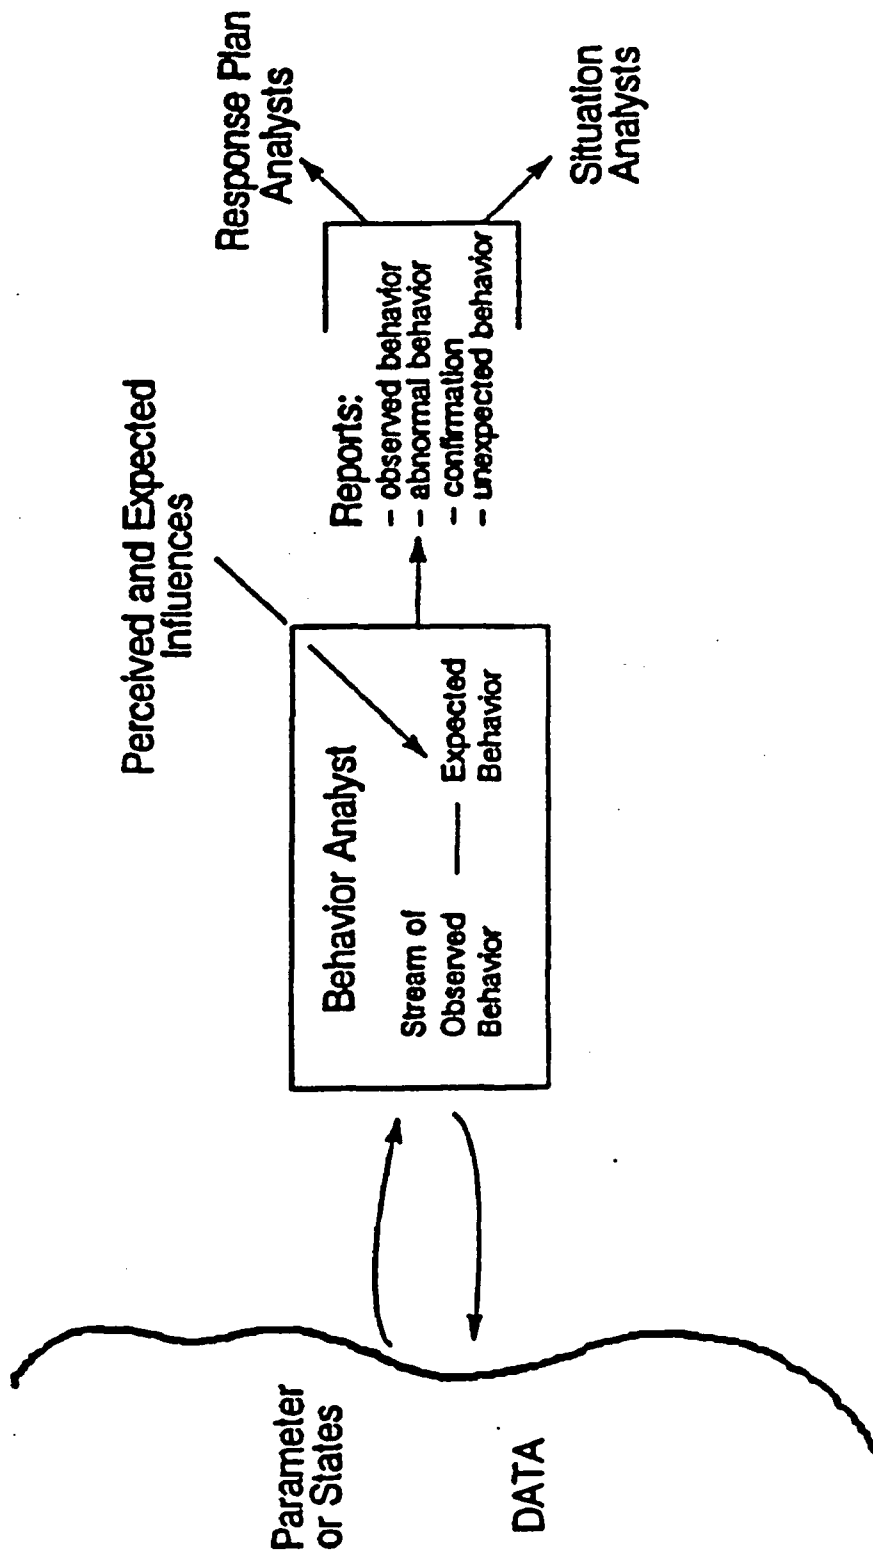 Parameter
or States
DATA
Behavior Analyst
Stream of
Observed
Behavior
Expected
Behavior
Perceived and Expected
Influences
Reports:
- observed behavior
- abnormal behavior
- confirmation
- unexpected behavior
Response Plan
Analysts
Situation
Analysts